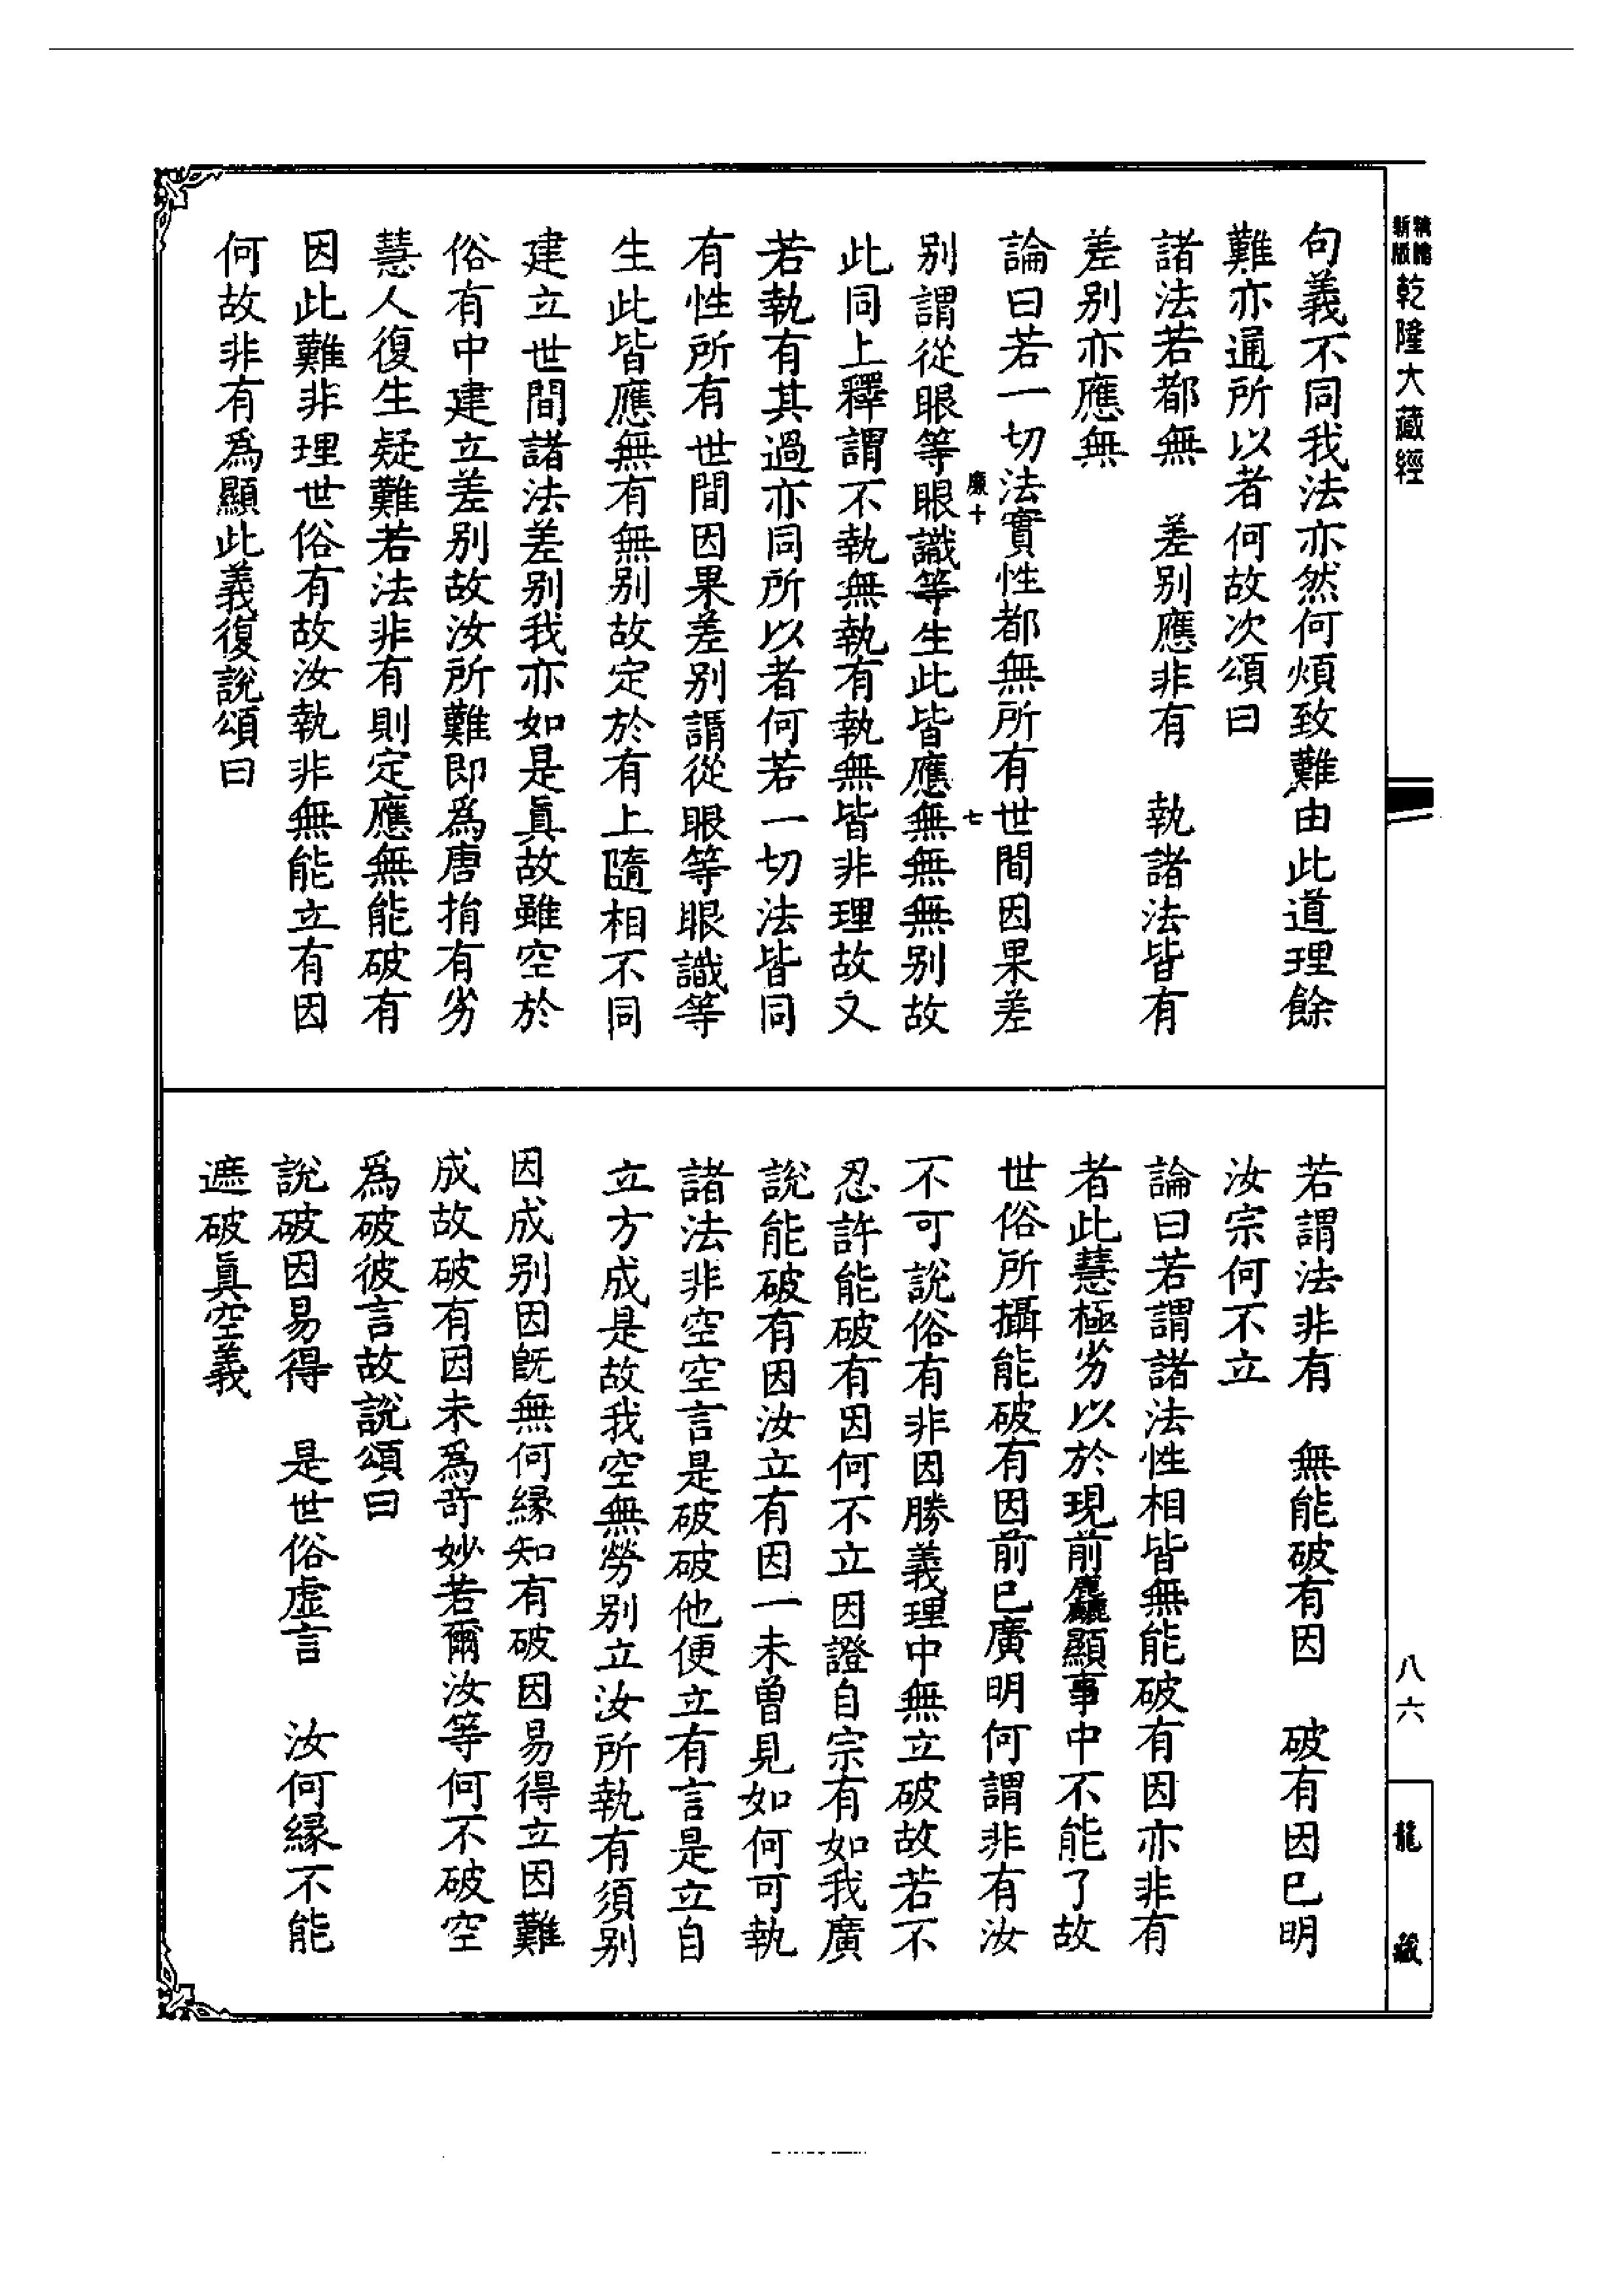 新版
乾隆大藏經
句義不同我法亦然何煩致難由此道理餘
難亦通所以者何故次頌曰
諸法若都無　差别應非有　執諸法皆有
差别亦應無
論曰若一切法實性都無所有世間因果差
廉十
七
别謂從眼等眼識等生此皆應無無無别故
此同上釋謂不執無執有執無皆非理故又
若執有其過亦同所以者何若一切法皆同
有性所有世間因果差别謂從眼等眼識等
生此皆應無有無别故定於有上隨相不同
建立世間諸法差别我亦如是眞故雖空於
俗有中建立差别故汝所難即爲唐捐有劣
慧人復生疑難若法非有則定應無能破有
因此難非理世俗有故汝執非無能立有因
何故非有爲顯此義復說頌曰
若謂法非有　無能破有因　破有因已明
汝宗何不立
論曰若謂諸法性相皆無能破有因亦非有
者此慧極劣以於現前麤顯事中不能了故
世俗所攝能破有因前已廣明何謂非有汝
不可說俗有非因勝義理中無立破故若不
忍許能破有因何不立因證自宗有如我廣
說能破有因汝立有因一未曾見如何可執
諸法非空空言是破破他便立有言是立自
立方成是故我空無勞别立汝所執有須别
因成别因旣無何緣知有破因易得立因難
成故破有因未爲竒妙若爾汝等何不破空
爲破彼言故說頌曰
說破因易得　是世俗虛言　汝何緣不能
遮破眞空義
八六
龍藏